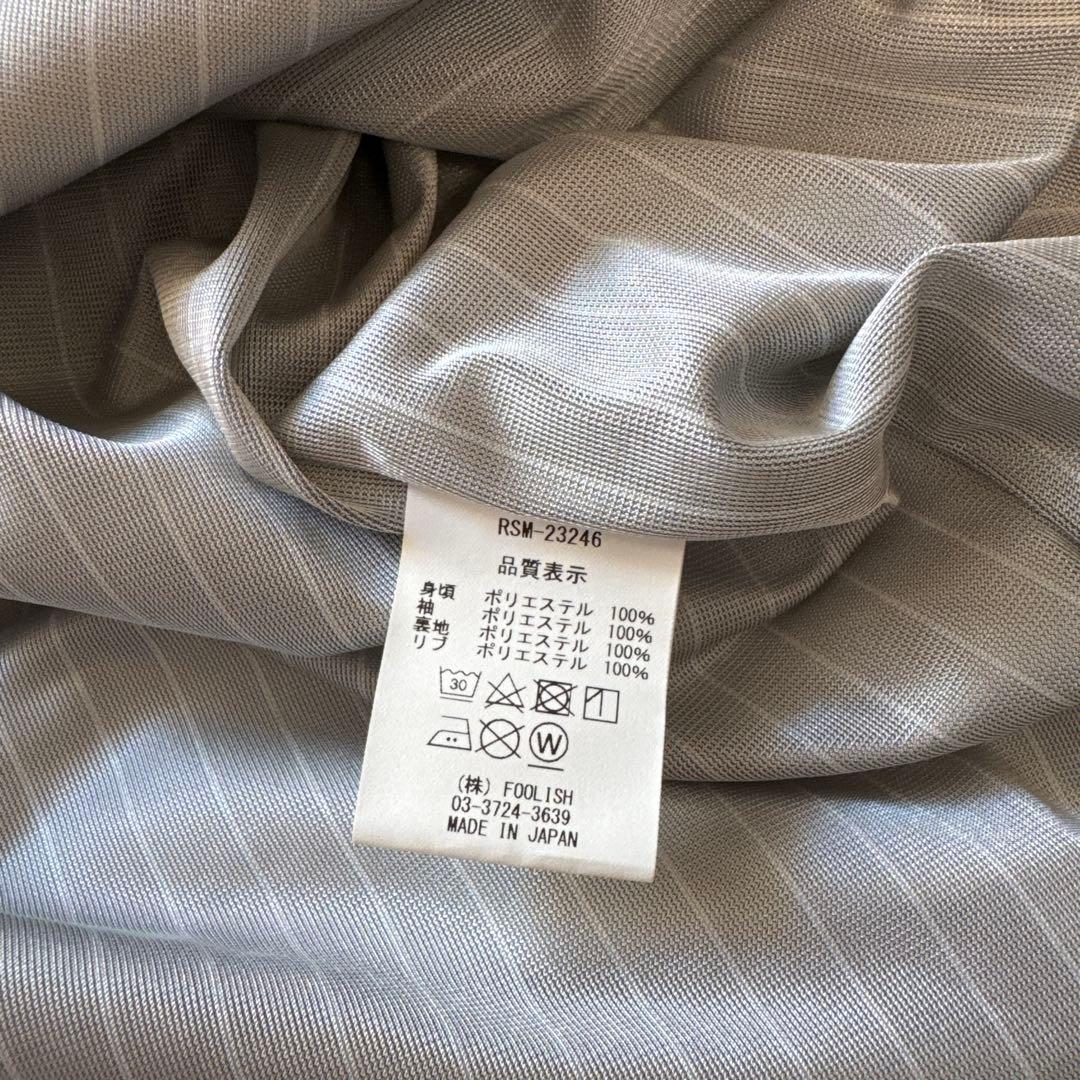 RSM-23246
品質表示
身頃 ポリエステル 100%
袖 ポリエステル 100%
裏地 ポリエステル 100%
リブ ポリエステル 100%
30
W
(株) FOOLISH
03-3724-3639
MADE IN JAPAN